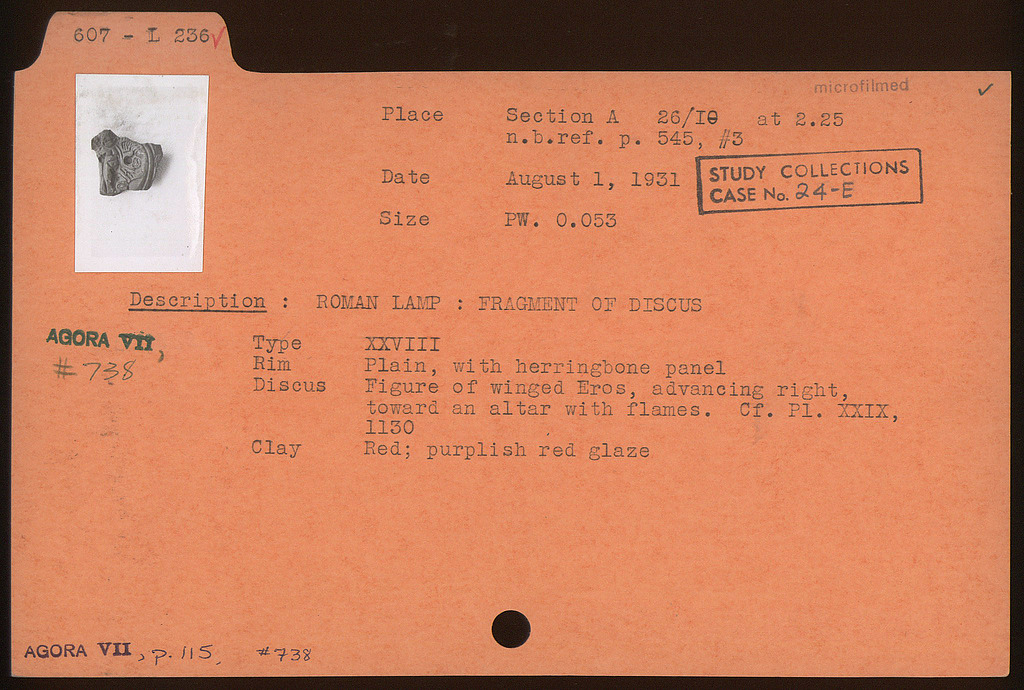 607 - L 236✓
microfilmed ✓
Place Section A 26/I0 at 2.25
n.b.ref. p. 545, #3
Date August 1, 1931
STUDY COLLECTIONS
CASE No. 24-E
Size PW. 0.053
Description : ROMAN LAMP : FRAGMENT OF DISCUS
AGORA VII,
#738
Type XXVIII
Rim Plain, with herringbone panel
Discus Figure of winged Eros, advancing right,
toward an altar with flames. Cf. Pl. XXIX,
1130
Clay Red; purplish red glaze
AGORA VII, p. 115, #738